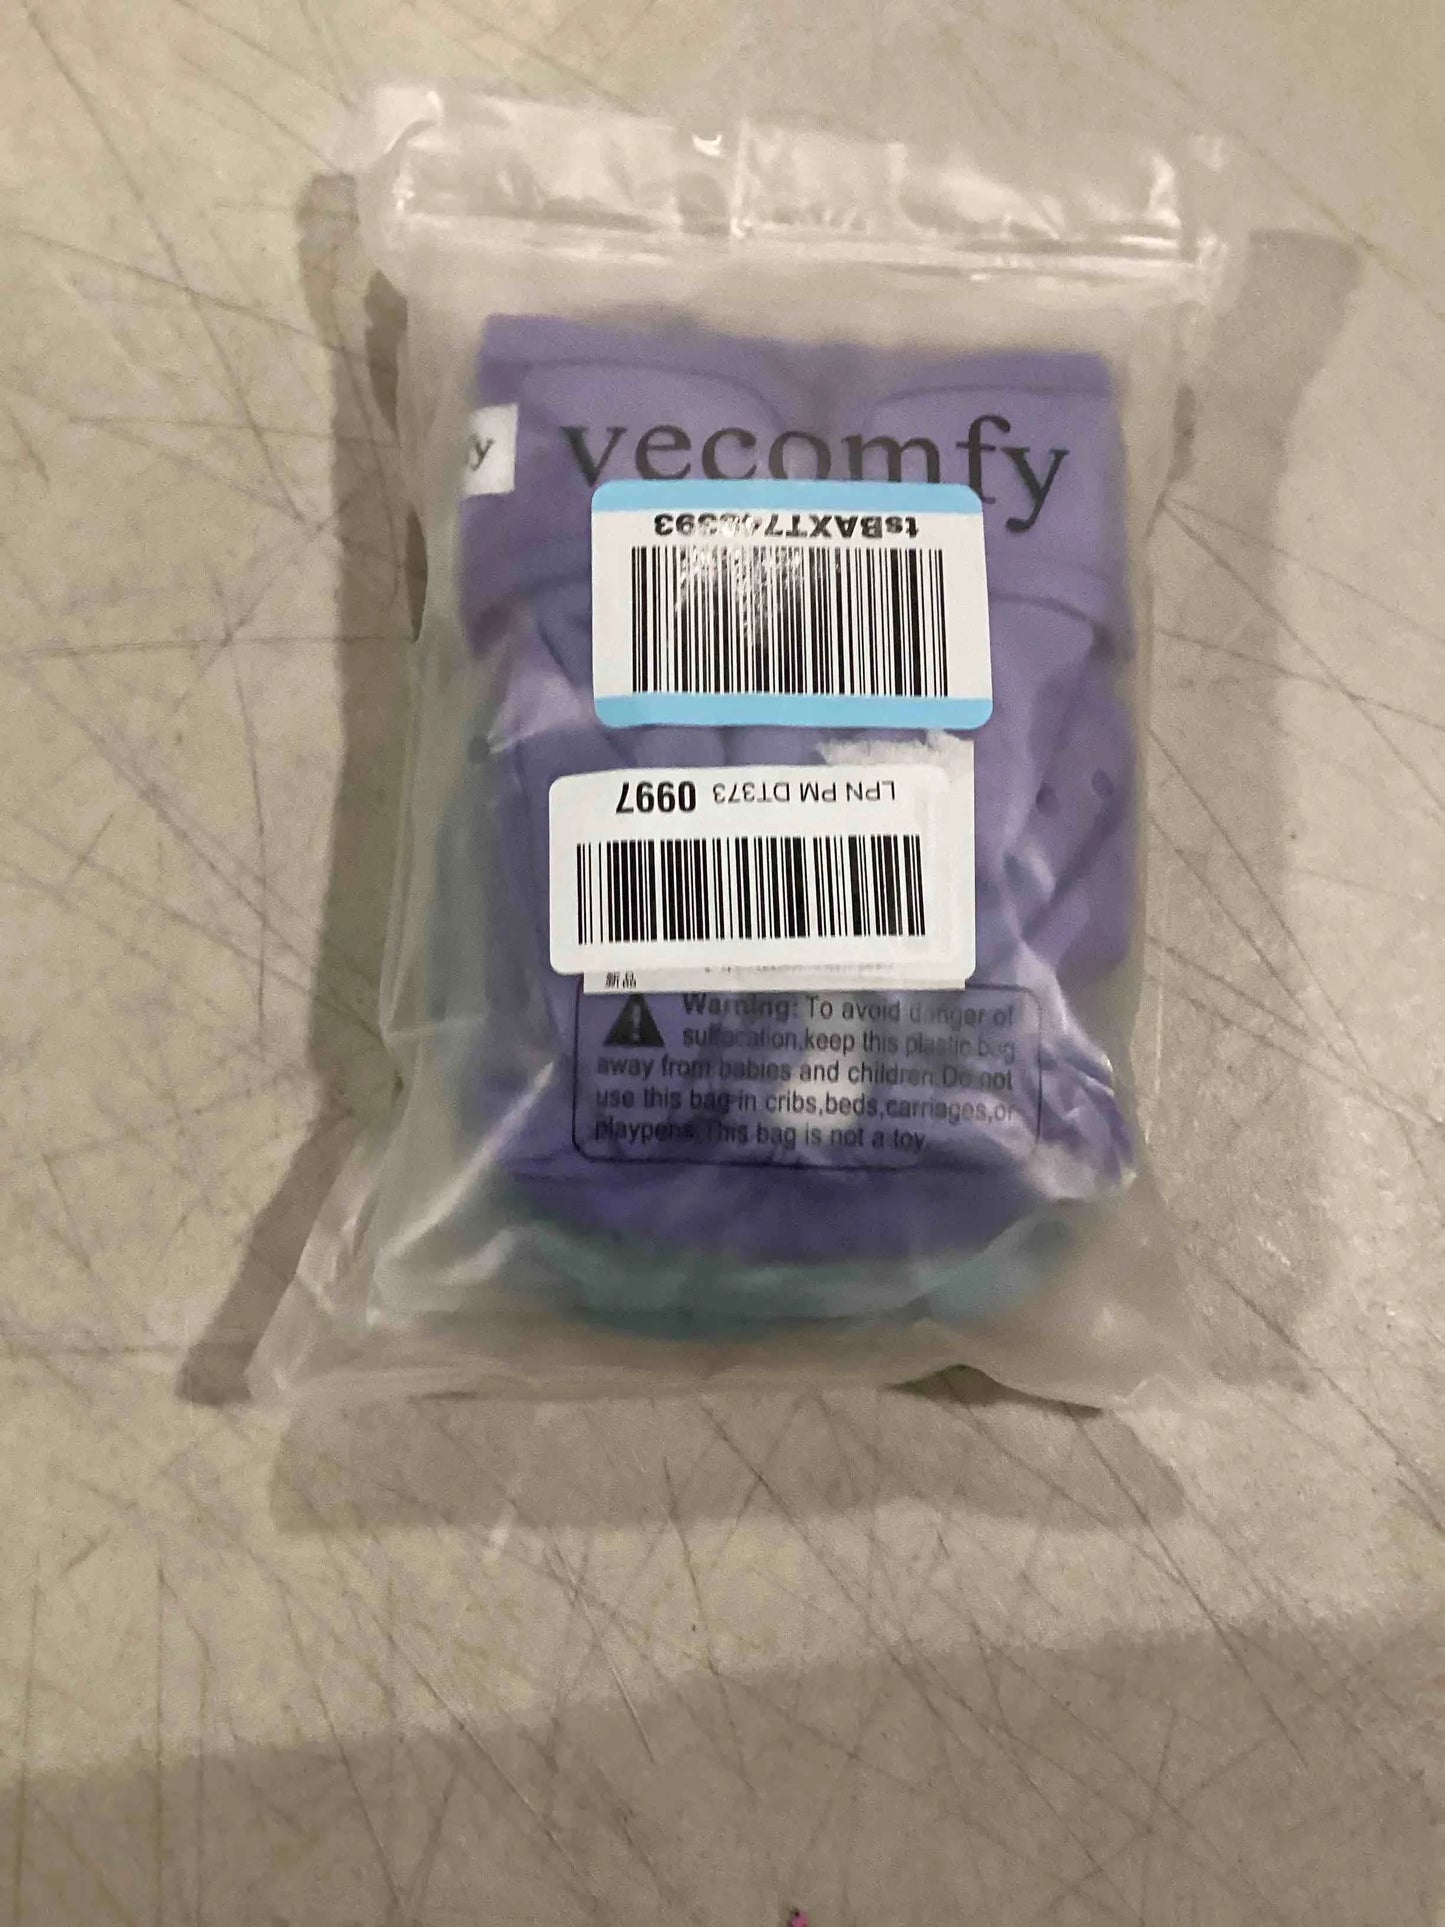 vecomfy
y
LPN PM DT373 0997
新品
Warning: To avoid danger of
suffocation,keep this plastic bag
away from babies and children.Do not
use this bag in cribs,beds,carriages,or
playpens.This bag is not a toy.